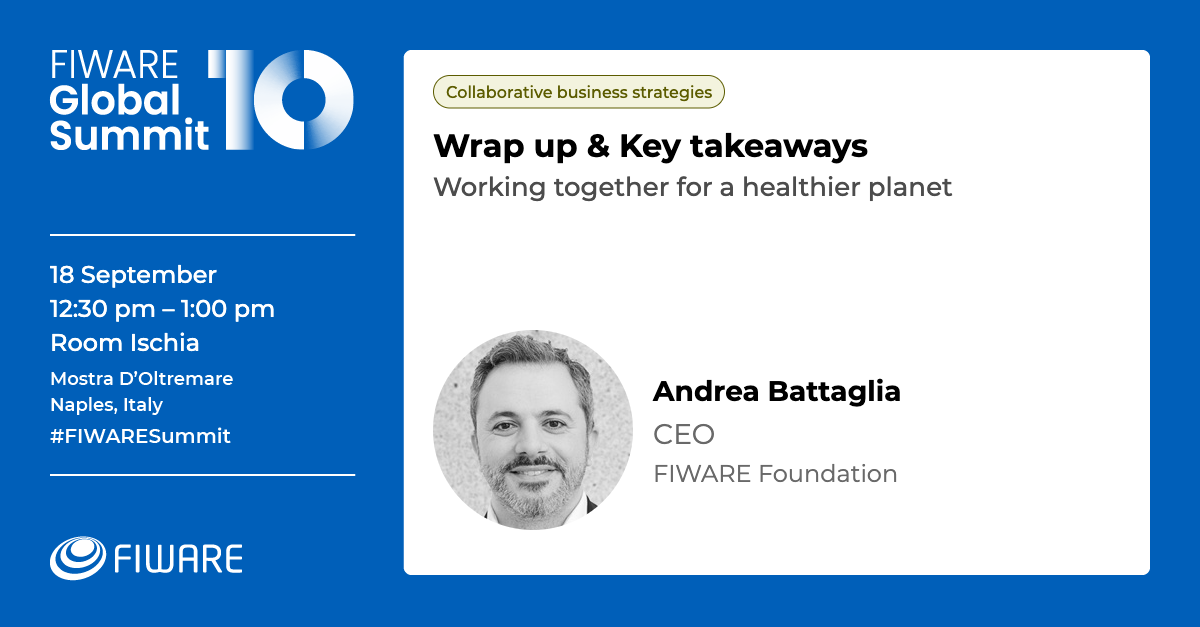 FIWARE
Global
Summit
10
18 September
12:30 pm – 1:00 pm
Room Ischia
Mostra D’Oltremare
Naples, Italy
#FIWARESummit
FIWARE
Collaborative business strategies
Wrap up & Key takeaways
Working together for a healthier planet
Andrea Battaglia
CEO
FIWARE Foundation